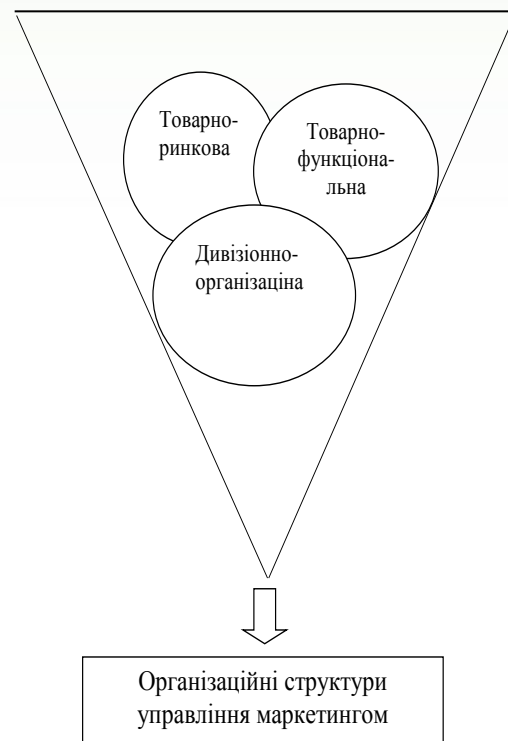 Товарно-
ринкова
Товарно-
функціона-
льна
Дивізіонно-
організаціна
Організаційні структури
управління маркетингом